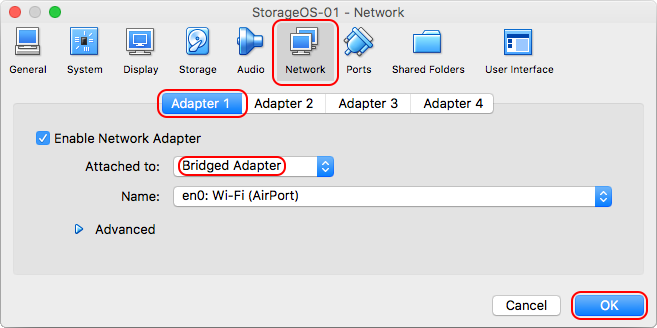 StorageOS-01 - Network
General System Display Storage Audio Network Ports Shared Folders User Interface
Adapter 1 Adapter 2 Adapter 3 Adapter 4
Enable Network Adapter
Attached to: Bridged Adapter
Name: en0: Wi-Fi (AirPort)
Advanced
Cancel OK